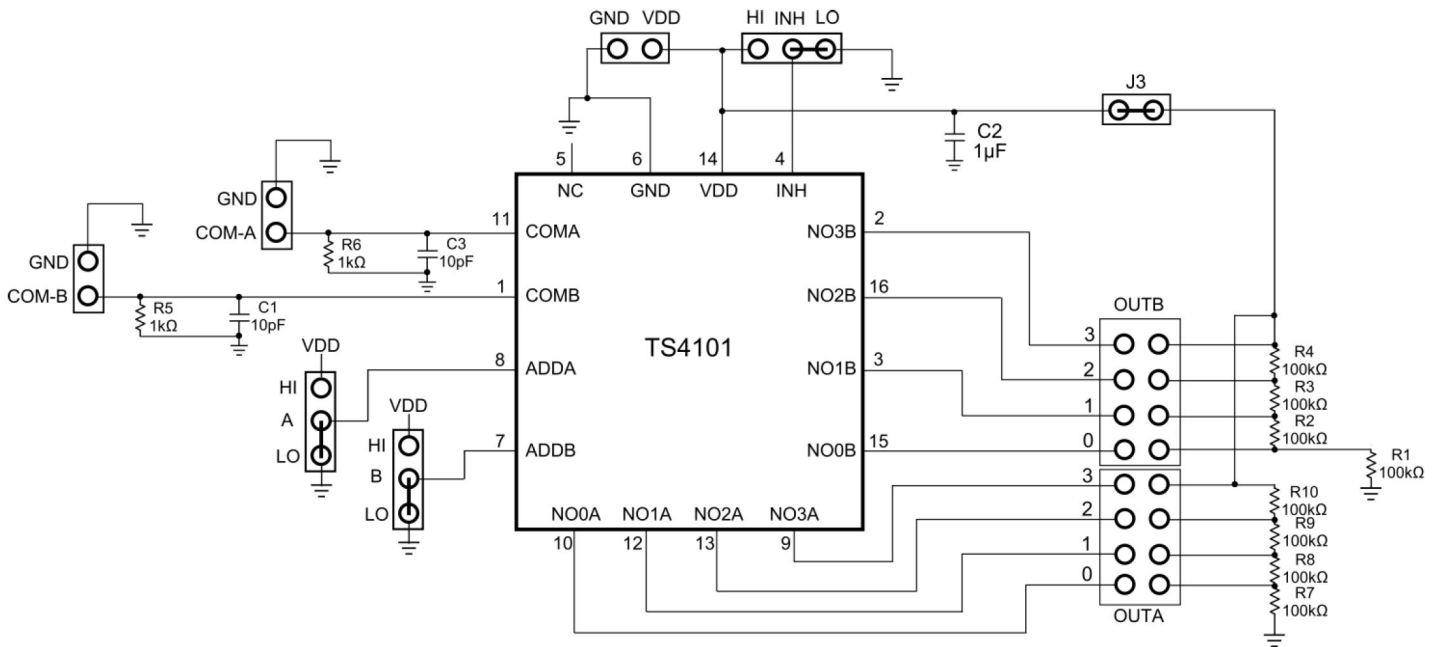 GND VDD
HI INH LO
J3
C2
1µF
5
6
14
4
NC
GND
VDD
INH
GND
COM-A
11
COMA
R6
1kΩ
C3
10pF
NO3B
2
GND
COM-B
1
COMB
R5
1kΩ
C1
10pF
NO2B
16
OUTB
TS4101
VDD
HI
A
LO
8
ADDA
NO1B
3
VDD
HI
B
LO
7
ADDB
NO0B
15
3
2
1
0
R4
100kΩ
R3
100kΩ
R2
100kΩ
R1
100kΩ
NO0A
NO1A
NO2A
NO3A
10
12
13
9
3
2
1
0
R10
100kΩ
R9
100kΩ
R8
100kΩ
R7
100kΩ
OUTA